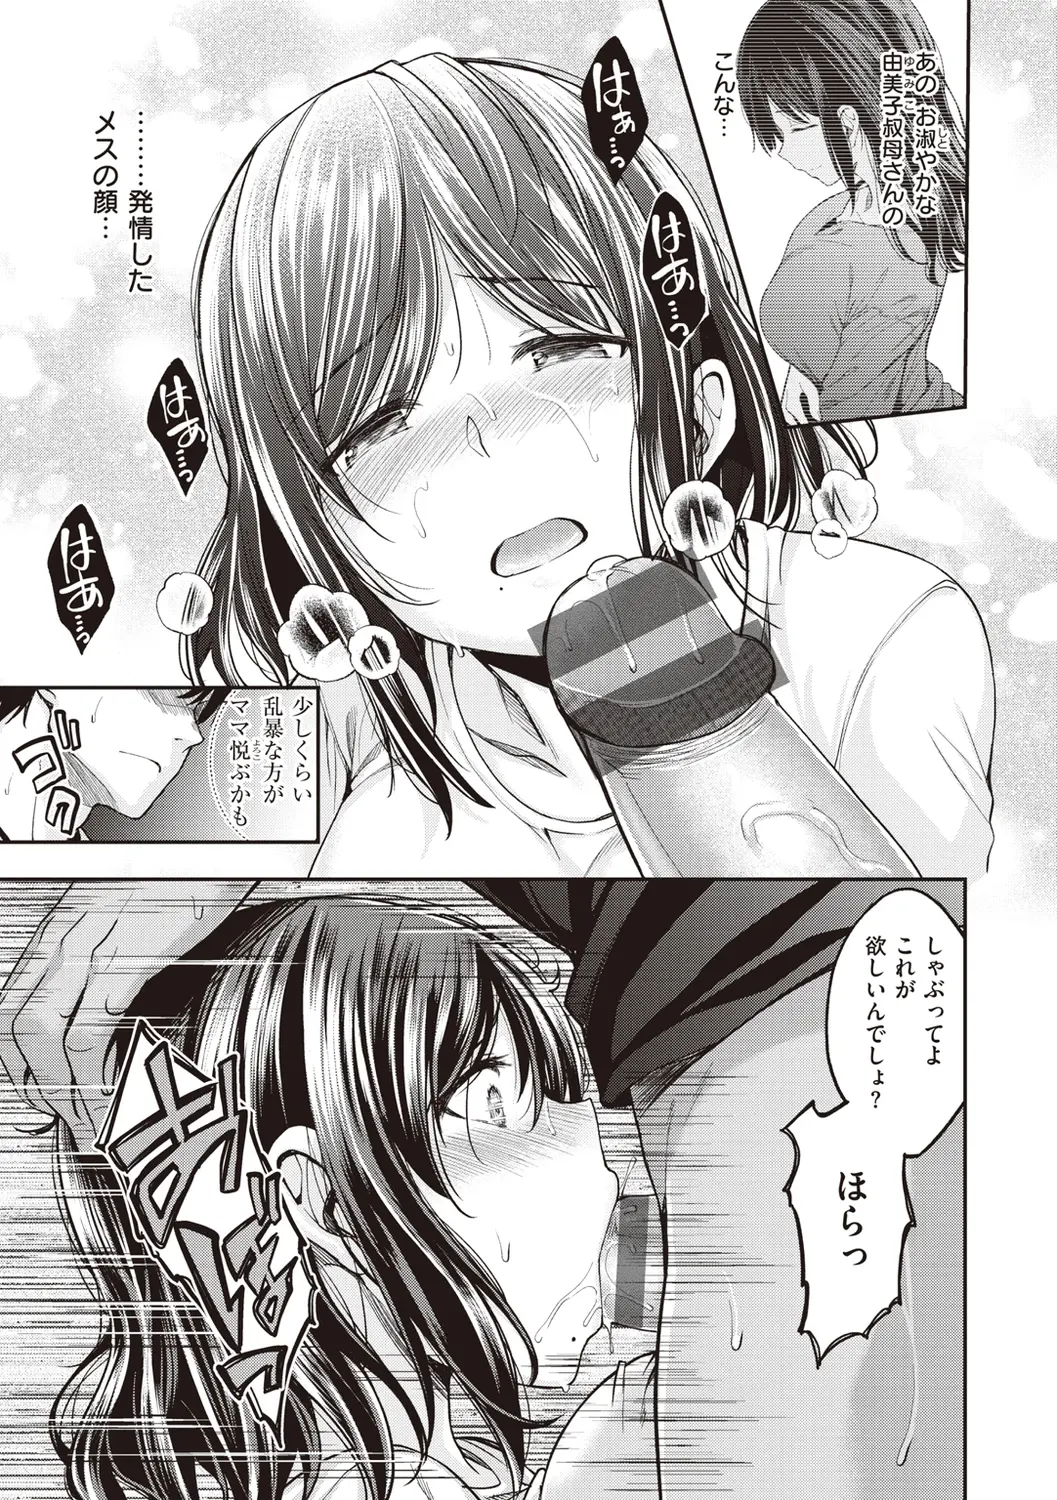 あのお淑やかな
由美子叔母さんの
こんな…
はぁ…っ
はぁ…っ
………発情した
メスの顔…
はぁ…っ
はぁ…っ
少しくらい
乱暴な方が
ママ悦ぶかも
ゴク
しゃぶってよ
これが
欲しいんでしょ?
ほらっ